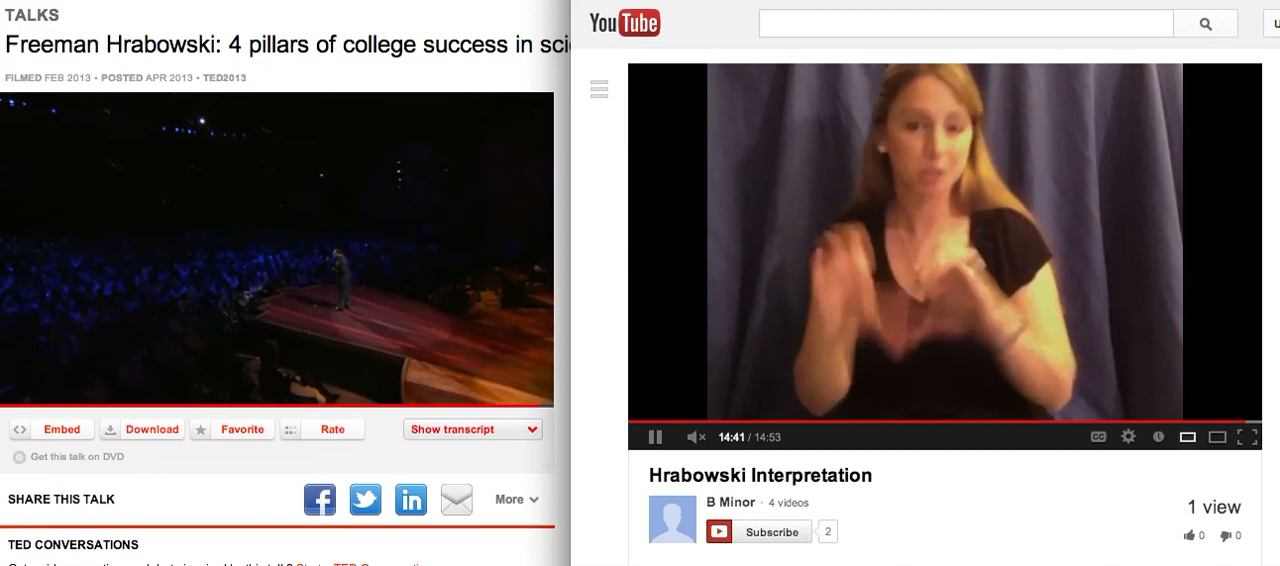 TALKS
Freeman Hrabowski: 4 pillars of college success in sci
FILMED FEB 2013 • POSTED APR 2013 • TED2013
Embed
Download
Favorite
Rate
Show transcript
Get this talk on DVD
SHARE THIS TALK
More
TED CONVERSATIONS
YouTube
14:41 / 14:53
CC
Hrabowski Interpretation
B Minor · 4 videos
Subscribe 2
1 view
0 0